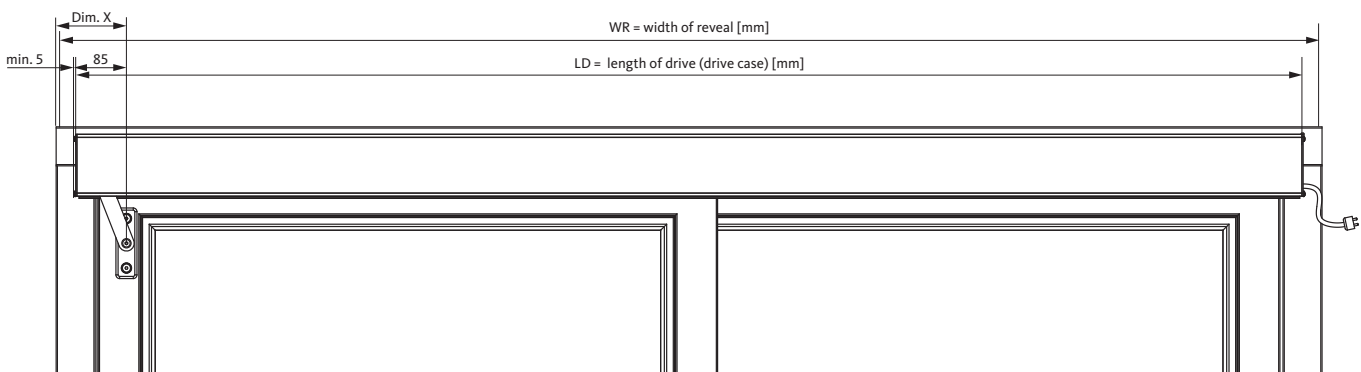 Dim. X
WR = width of reveal [mm]
min. 5
85
LD = length of drive (drive case) [mm]